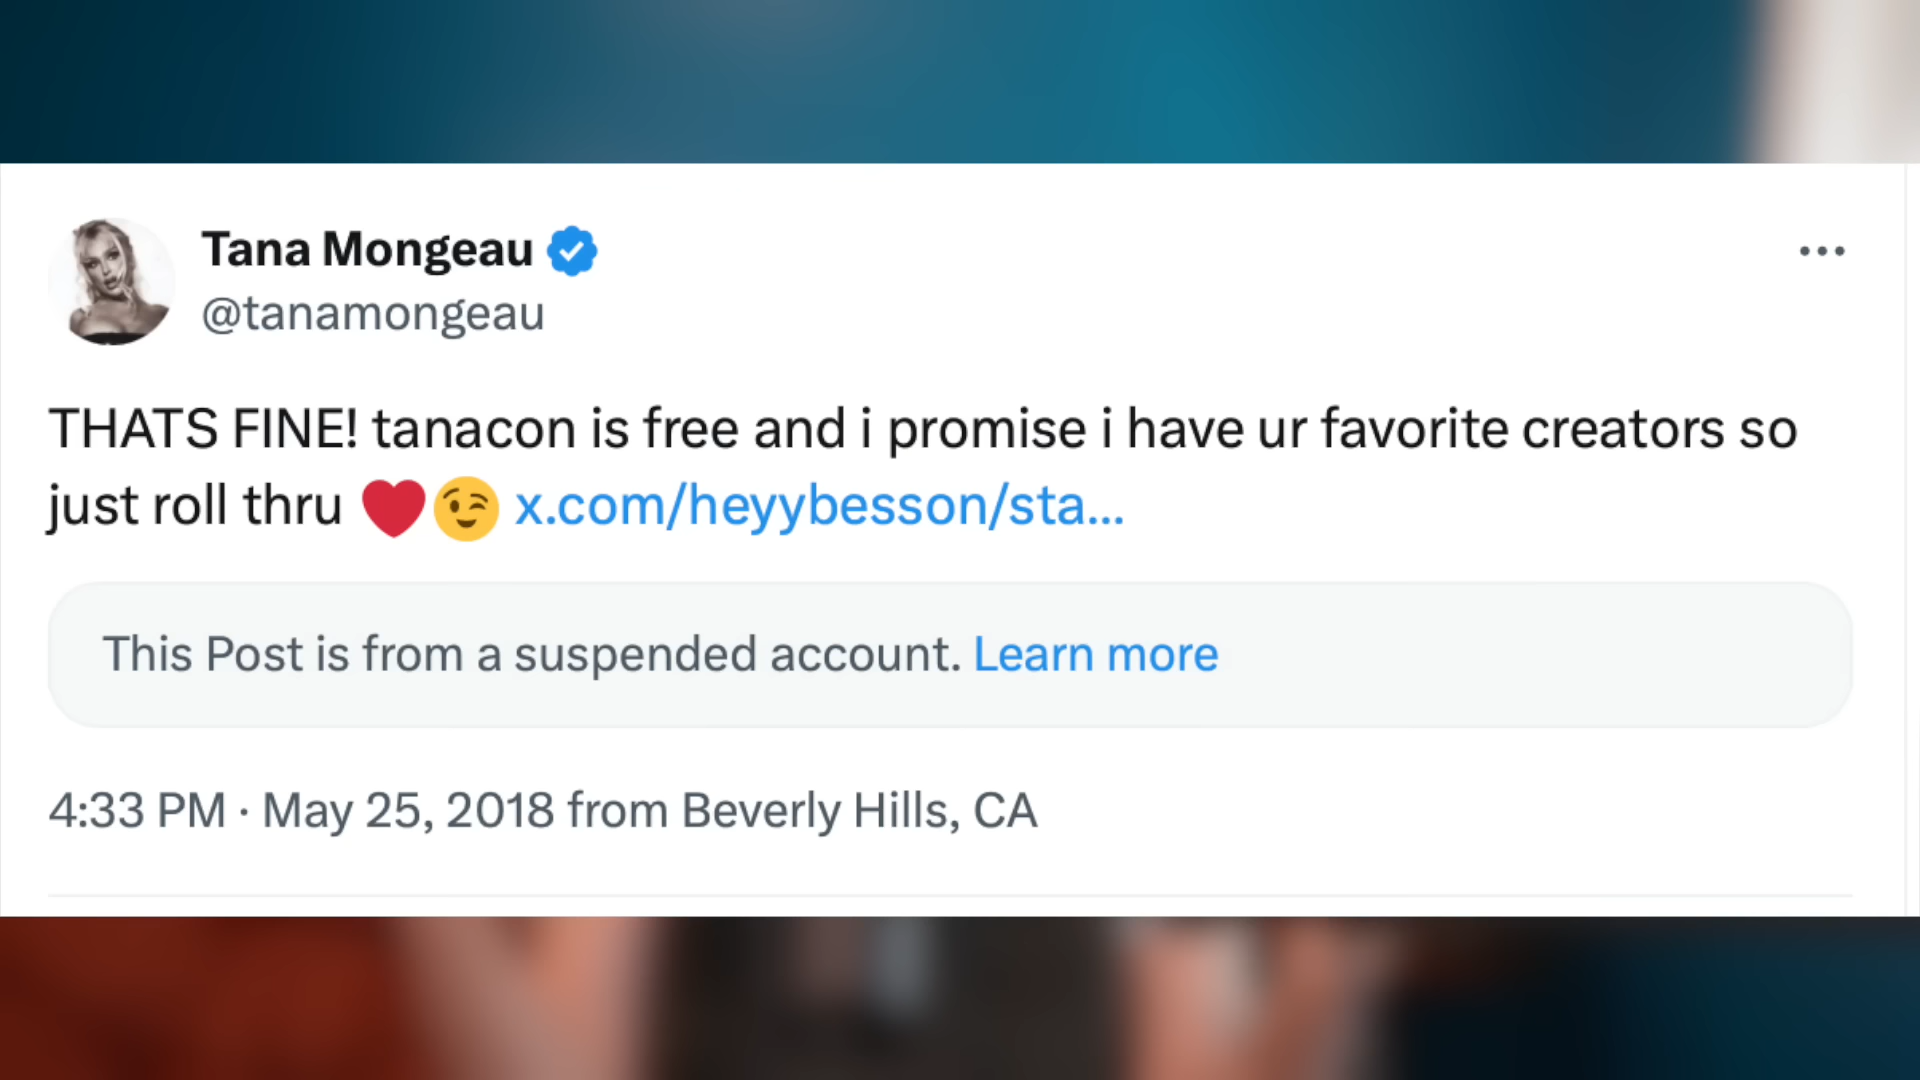 Tana Mongeau
@tanamongeau
THATS FINE! tanacon is free and i promise i have ur favorite creators so
just roll thru ❤️😉 x.com/heyybesson/sta...
This Post is from a suspended account. Learn more
4:33 PM · May 25, 2018 from Beverly Hills, CA